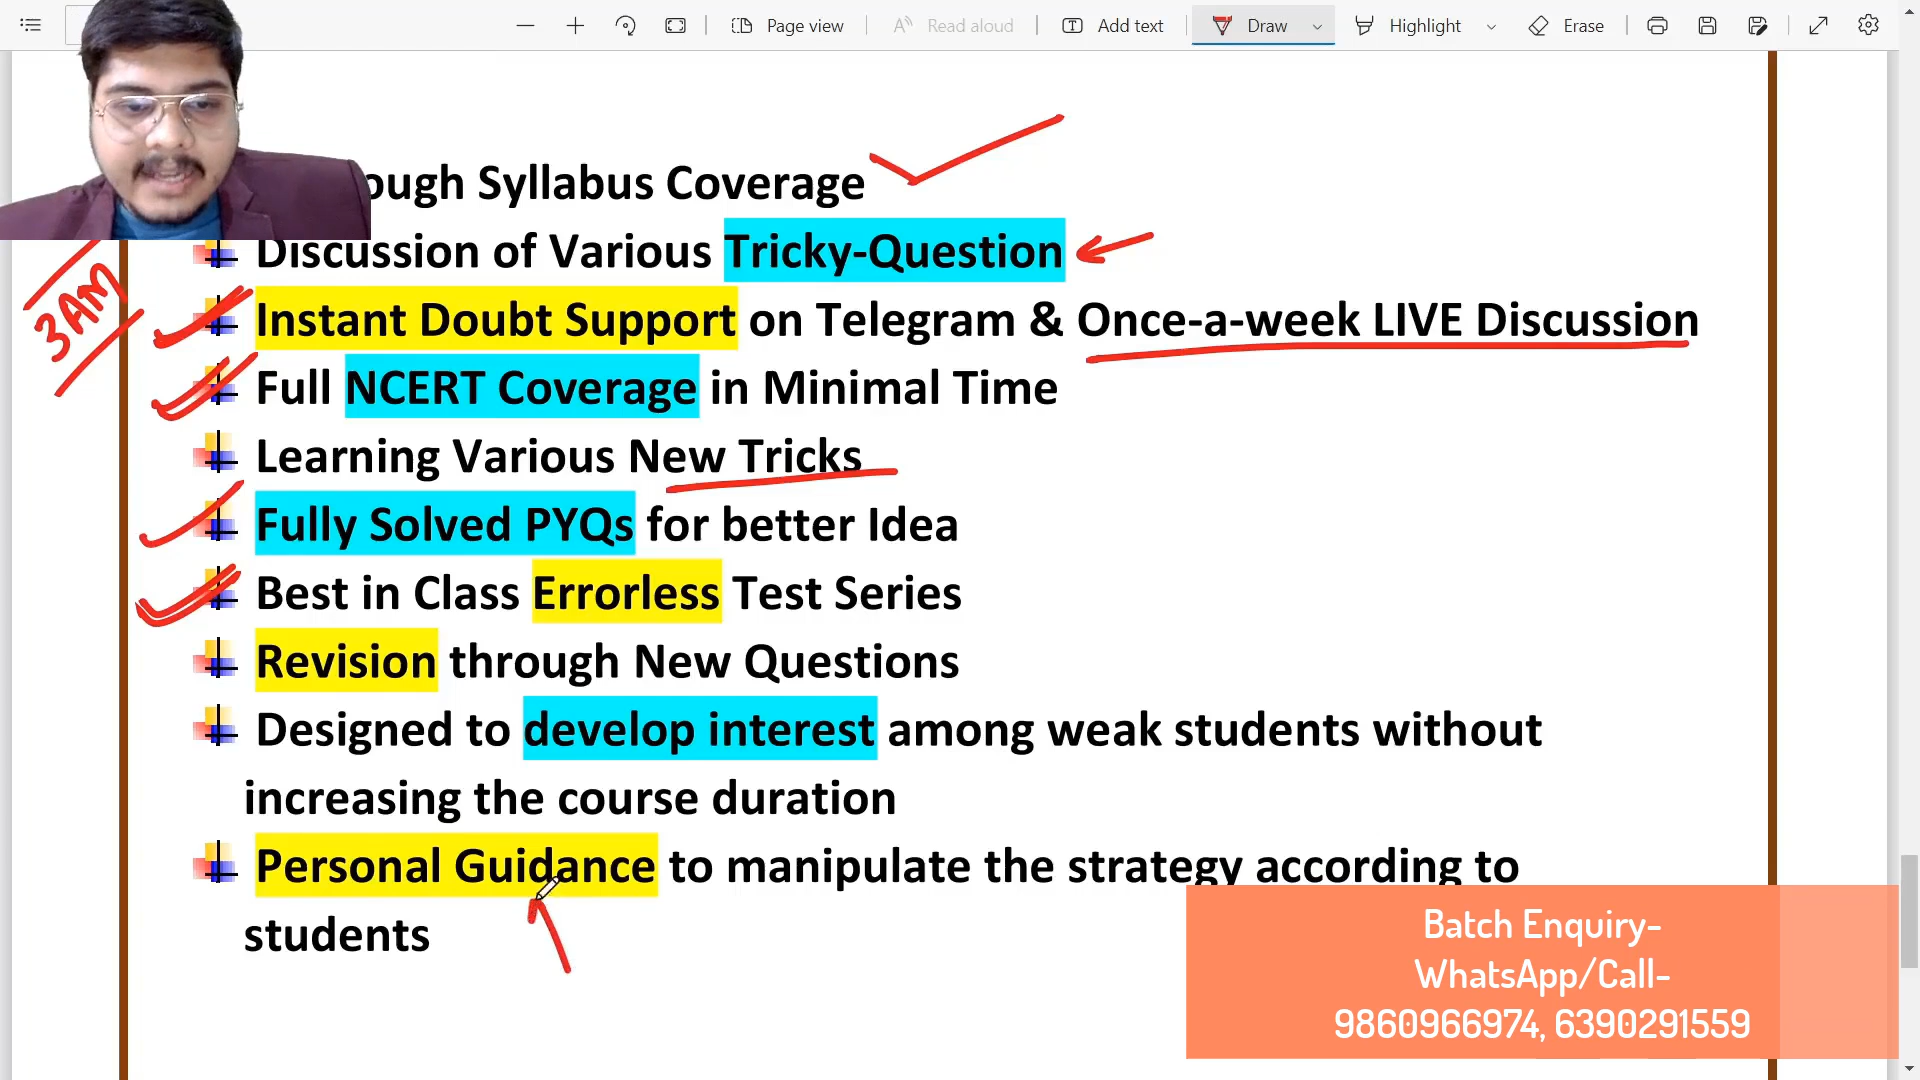 Page view
Read aloud
Add text
Draw
Highlight
Erase
Syllabus Coverage
Discussion of Various Tricky-Question
3AM
Instant Doubt Support on Telegram & Once-a-week LIVE Discussion
Full NCERT Coverage in Minimal Time
Learning Various New Tricks
Fully Solved PYQs for better Idea
Best in Class Errorless Test Series
Revision through New Questions
Designed to develop interest among weak students without
increasing the course duration
Personal Guidance to manipulate the strategy according to
students
Batch Enquiry-
WhatsApp/Call-
9860966974, 6390291559